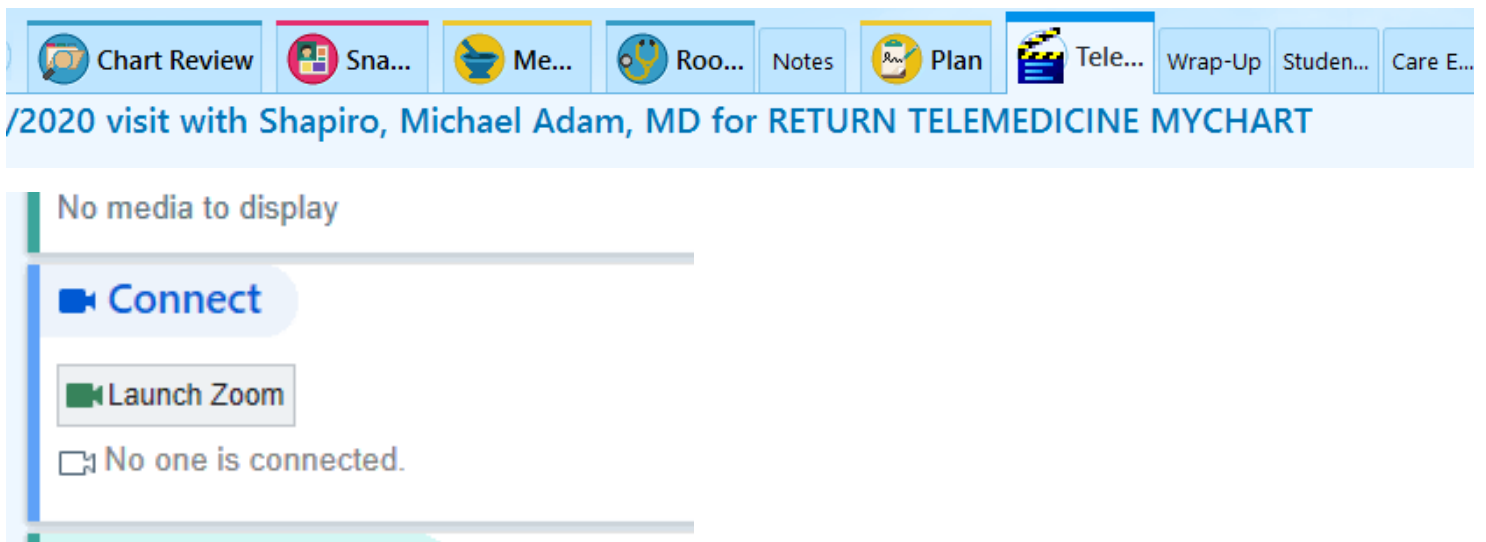 Chart Review Sna... Me... Roo... Notes Plan Tele... Wrap-Up Studen... Care E...
/2020 visit with Shapiro, Michael Adam, MD for RETURN TELEMEDICINE MYCHART
No media to display
Connect
Launch Zoom
No one is connected.